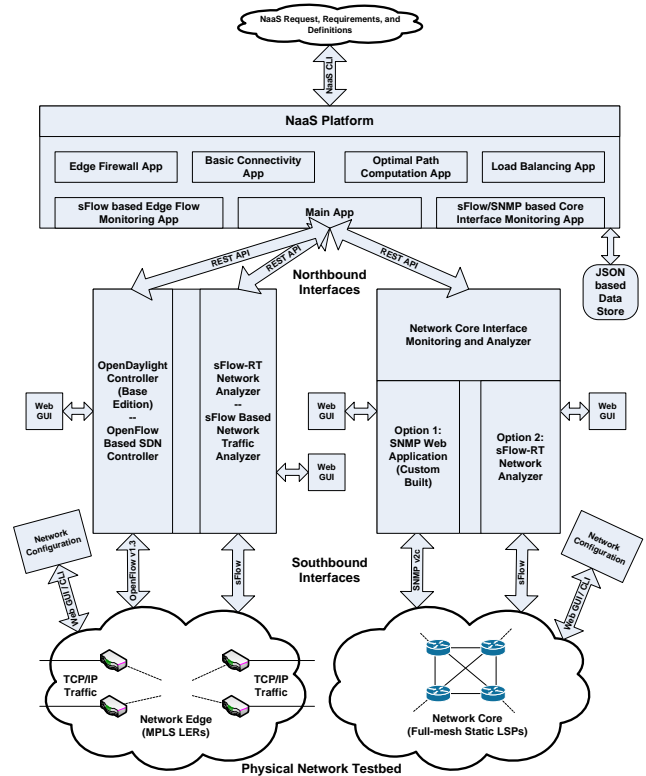 NaaS Request, Requirements, and
Definitions
NaaS CLI
NaaS Platform
Edge Firewall App
Basic Connectivity
App
Optimal Path
Computation App
Load Balancing App
sFlow based Edge Flow
Monitoring App
Main App
sFlow/SNMP based Core
Interface Monitoring App
REST API
REST API
REST API
Northbound
Interfaces
JSON
based
Data
Store
OpenDaylight
Controller
(Base
Edition)
--
OpenFlow
Based SDN
Controller
sFlow-RT
Network
Analyzer
--
sFlow Based
Network
Traffic
Analyzer
Network Core Interface
Monitoring and Analyzer
Option 1:
SNMP Web
Application
(Custom
Built)
Option 2:
sFlow-RT
Network
Analyzer
Web
GUI
Web
GUI
Web
GUI
Web
GUI
Network
Configuration
Web GUI / CLI
OpenFlow v1.3
sFlow
Southbound
Interfaces
SNMP v2c
sFlow
Web GUI / CLI
Network
Configuration
TCP/IP
Traffic
TCP/IP
Traffic
Network Edge
(MPLS LERs)
Network Core
(Full-mesh Static LSPs)
Physical Network Testbed